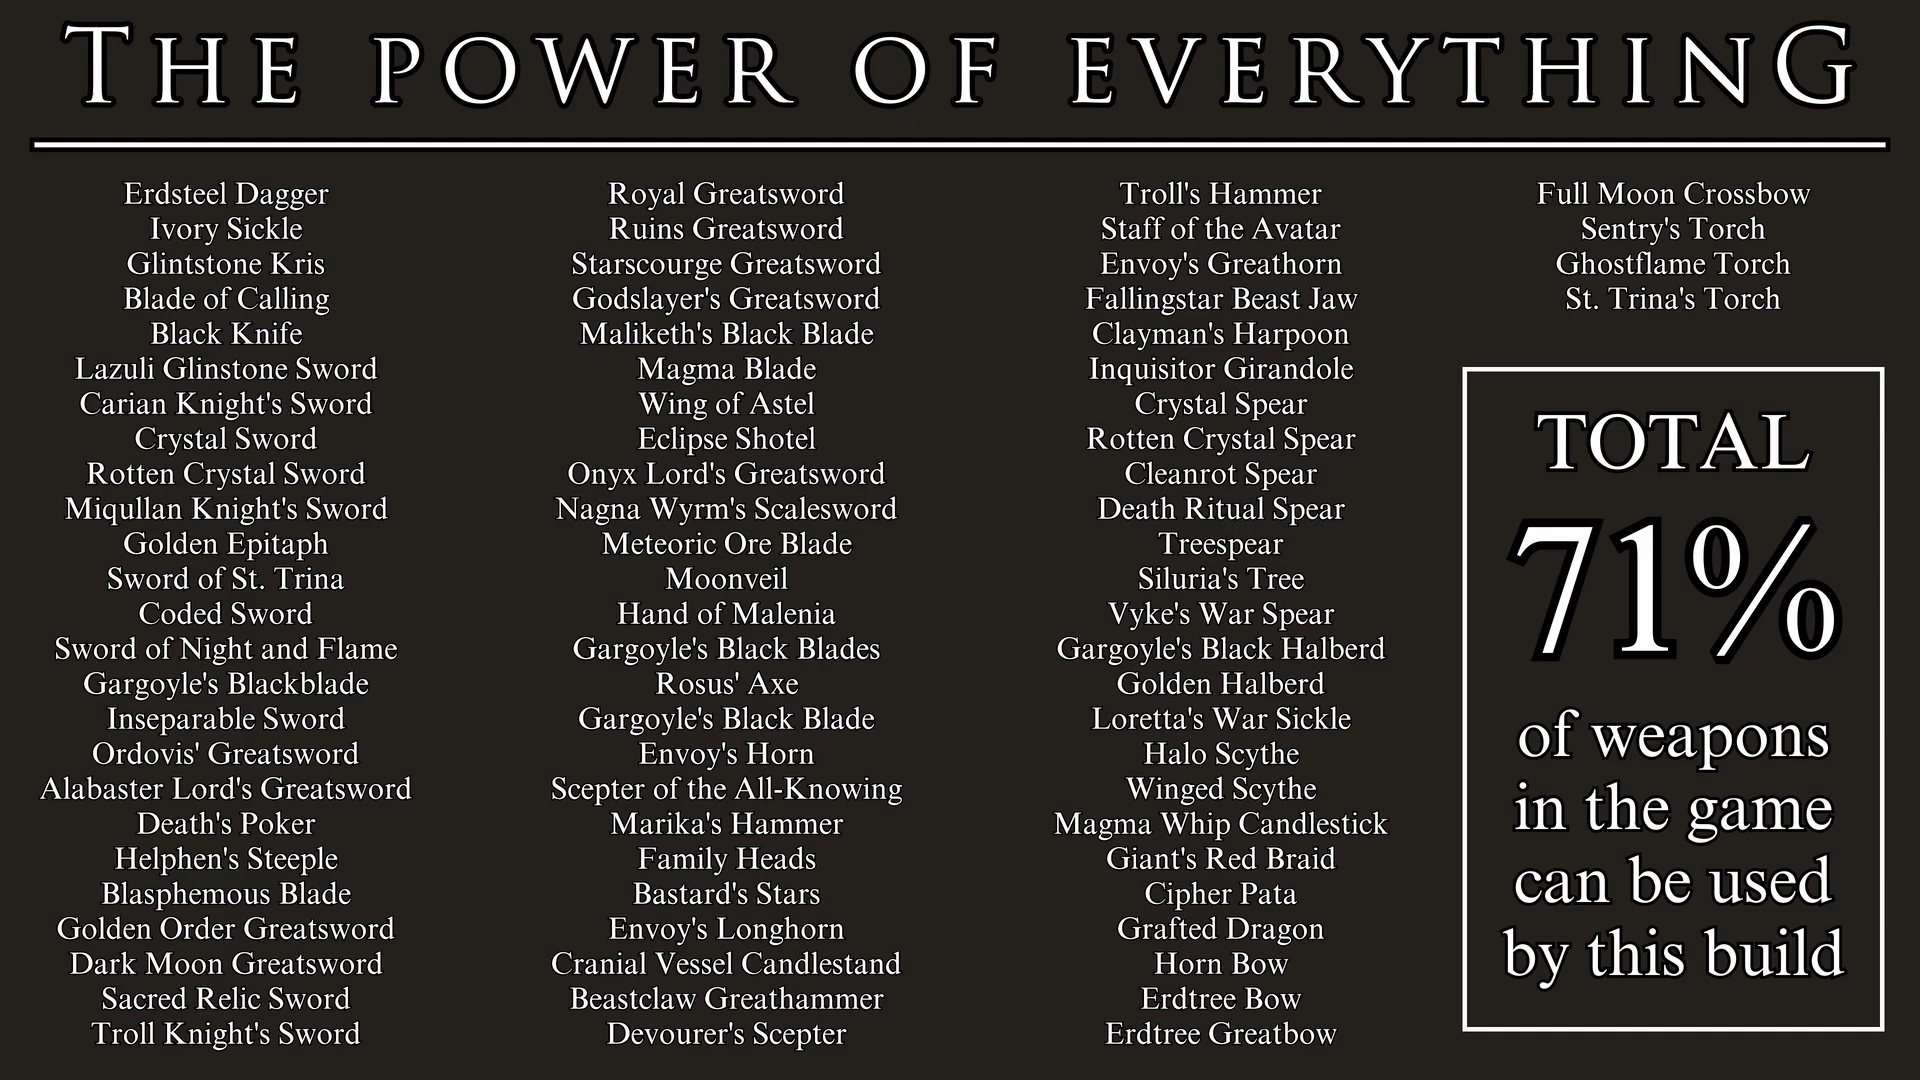 THE POWER OF EVERYTHING
Erdsteel Dagger
Ivory Sickle
Glintstone Kris
Blade of Calling
Black Knife
Lazuli Glinstone Sword
Carian Knight's Sword
Crystal Sword
Rotten Crystal Sword
Miqullan Knight's Sword
Golden Epitaph
Sword of St. Trina
Coded Sword
Sword of Night and Flame
Gargoyle's Blackblade
Inseparable Sword
Ordovis' Greatsword
Alabaster Lord's Greatsword
Death's Poker
Helphen's Steeple
Blasphemous Blade
Golden Order Greatsword
Dark Moon Greatsword
Sacred Relic Sword
Troll Knight's Sword
Royal Greatsword
Ruins Greatsword
Starscourge Greatsword
Godslayer's Greatsword
Maliketh's Black Blade
Magma Blade
Wing of Astel
Eclipse Shotel
Onyx Lord's Greatsword
Nagna Wyrm's Scalesword
Meteoric Ore Blade
Moonveil
Hand of Malenia
Gargoyle's Black Blades
Rosus' Axe
Gargoyle's Black Blade
Envoy's Horn
Scepter of the All-Knowing
Marika's Hammer
Family Heads
Bastard's Stars
Envoy's Longhorn
Cranial Vessel Candlestand
Beastclaw Greathammer
Devourer's Scepter
Troll's Hammer
Staff of the Avatar
Envoy's Greathorn
Fallingstar Beast Jaw
Clayman's Harpoon
Inquisitor Girandole
Crystal Spear
Rotten Crystal Spear
Cleanrot Spear
Death Ritual Spear
Treespear
Siluria's Tree
Vyke's War Spear
Gargoyle's Black Halberd
Golden Halberd
Loretta's War Sickle
Halo Scythe
Winged Scythe
Magma Whip Candlestick
Giant's Red Braid
Cipher Pata
Grafted Dragon
Horn Bow
Erdtree Bow
Erdtree Greatbow
Full Moon Crossbow
Sentry's Torch
Ghostflame Torch
St. Trina's Torch
TOTAL
71%
of weapons
in the game
can be used
by this build